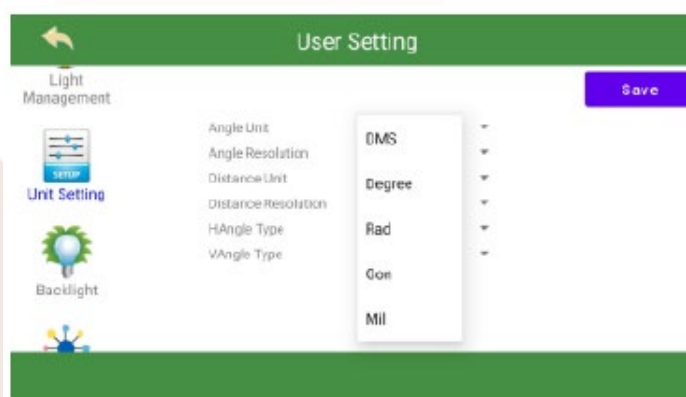 User Setting
Light
Management
Save
SETUP
Unit Setting
Backlight
Angle Unit
Angle Resolution
Distance Unit
Distance Resolution
HAngle Type
VAngle Type
DMS
Degree
Rad
Gon
Mil